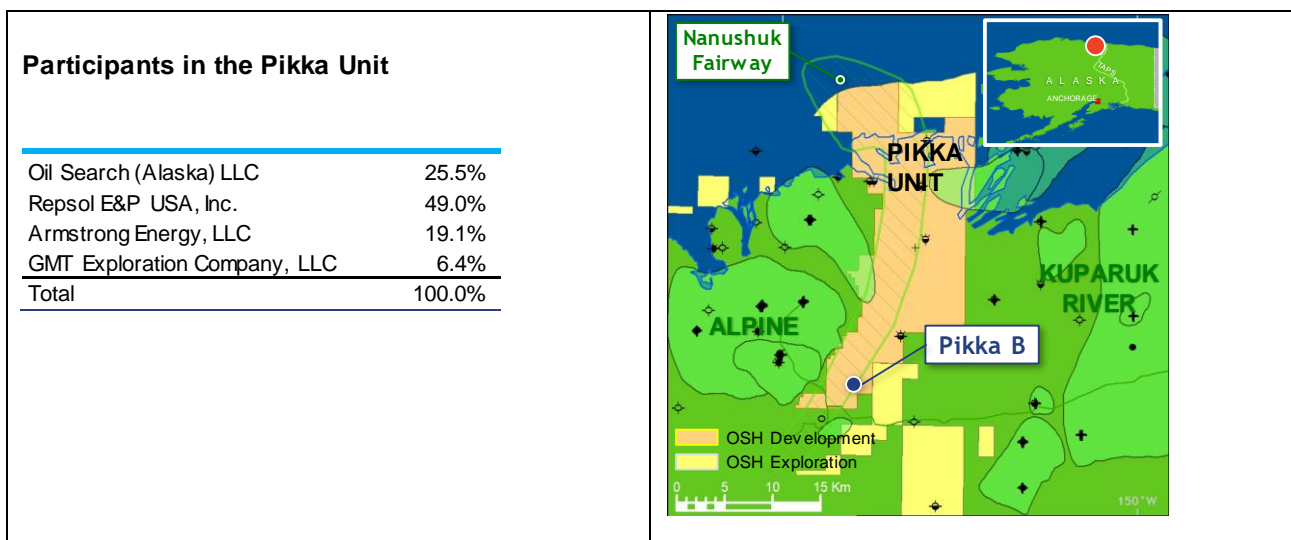 Participants in the Pikka Unit
Oil Search (Alaska) LLC 25.5%
Repsol E&P USA, Inc. 49.0%
Armstrong Energy, LLC 19.1%
GMT Exploration Company, LLC 6.4%
Total 100.0%
Nanushuk
Fairway
TAPS
ALASKA
ANCHORAGE
PIKKA
UNIT
KUPARUK
RIVER
ALPINE
Pikka B
OSH Development
OSH Exploration
0 5 10 15 Km
150°W